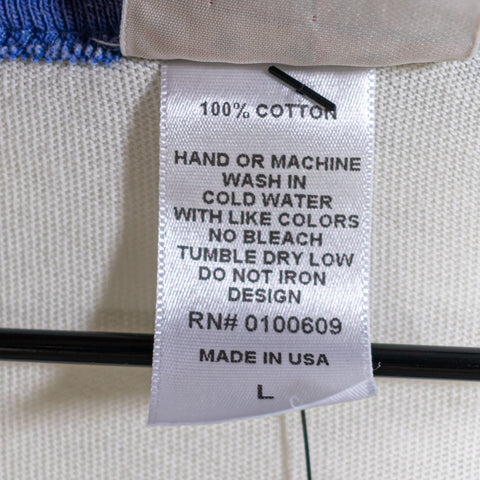 100% COTTON
HAND OR MACHINE
WASH IN
COLD WATER
WITH LIKE COLORS
NO BLEACH
TUMBLE DRY LOW
DO NOT IRON
DESIGN
RN# 0100609
MADE IN USA
L